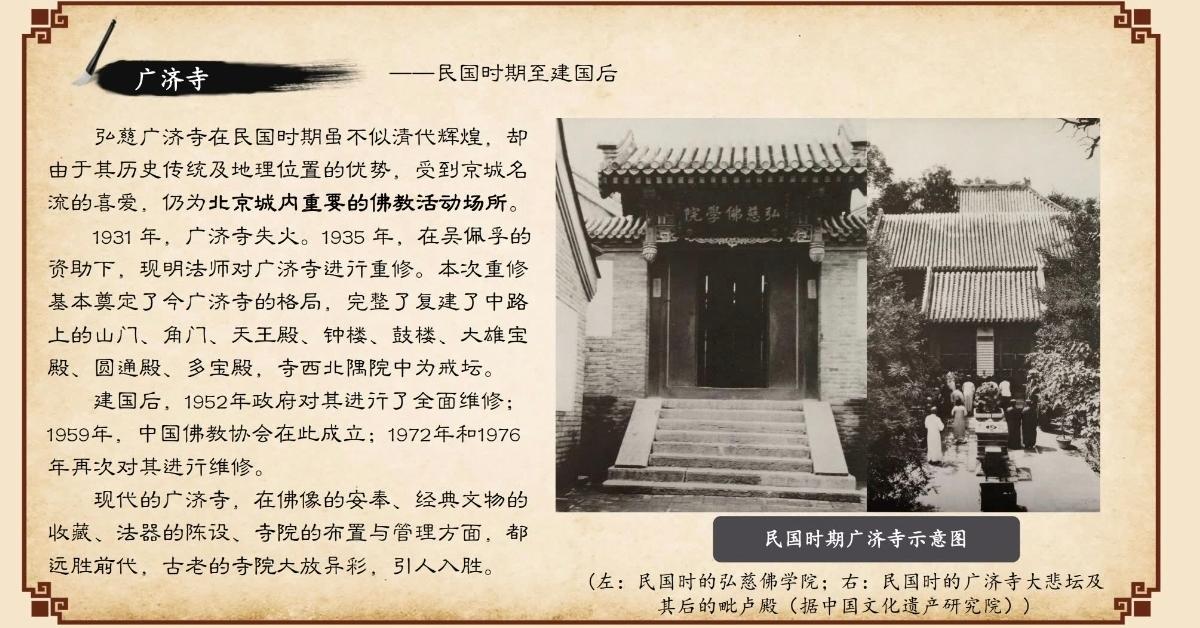 广济寺
——民国时期至建国后
弘慈广济寺在民国时期虽不似清代辉煌，却
由于其历史传统及地理位置的优势，受到京城名
流的喜爱，仍为北京城内重要的佛教活动场所。
1931 年，广济寺失火。1935 年，在吴佩孚的
资助下，现明法师对广济寺进行重修。本次重修
基本奠定了今广济寺的格局，完整了复建了中路
上的山门、角门、天王殿、钟楼、鼓楼、大雄宝
殿、圆通殿、多宝殿，寺西北隅院中为戒坛。
建国后，1952年政府对其进行了全面维修；
1959年，中国佛教协会在此成立；1972年和1976
年再次对其进行维修。
现代的广济寺，在佛像的安奉、经典文物的
收藏、法器的陈设、寺院的布置与管理方面，都
远胜前代，古老的寺院大放异彩，引人入胜。
院學佛慈弘
民国时期广济寺示意图
（左：民国时的弘慈佛学院；右：民国时的广济寺大悲坛及
其后的毗卢殿（据中国文化遗产研究院））